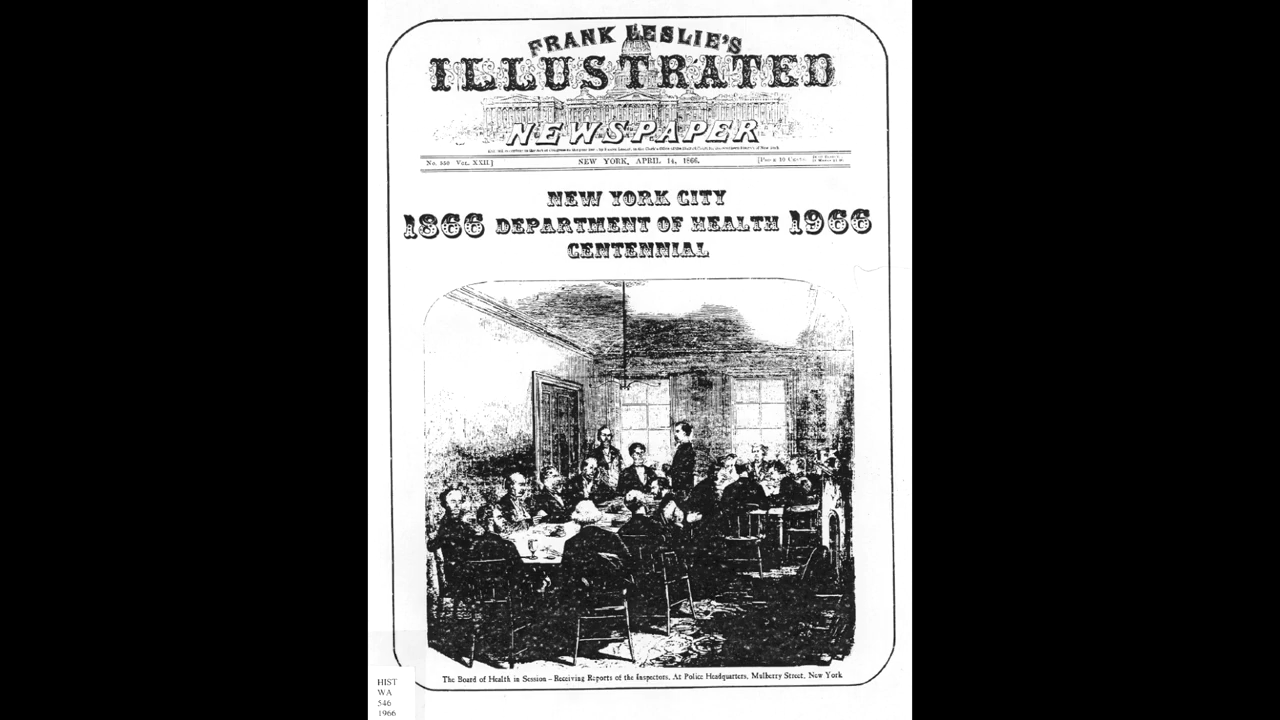 FRANK LESLIE'S
ILLUSTRATED
NEWSPAPER
No. 550 Vol. XXII] NEW YORK, APRIL 14, 1866. 10 Cents
NEW YORK CITY
1866 DEPARTMENT OF HEALTH 1966
CENTENNIAL
The Board of Health in Session – Receiving Reports of the Inspectors, At Police Headquarters, Mulberry Street, New York
HIST
WA
546
1966